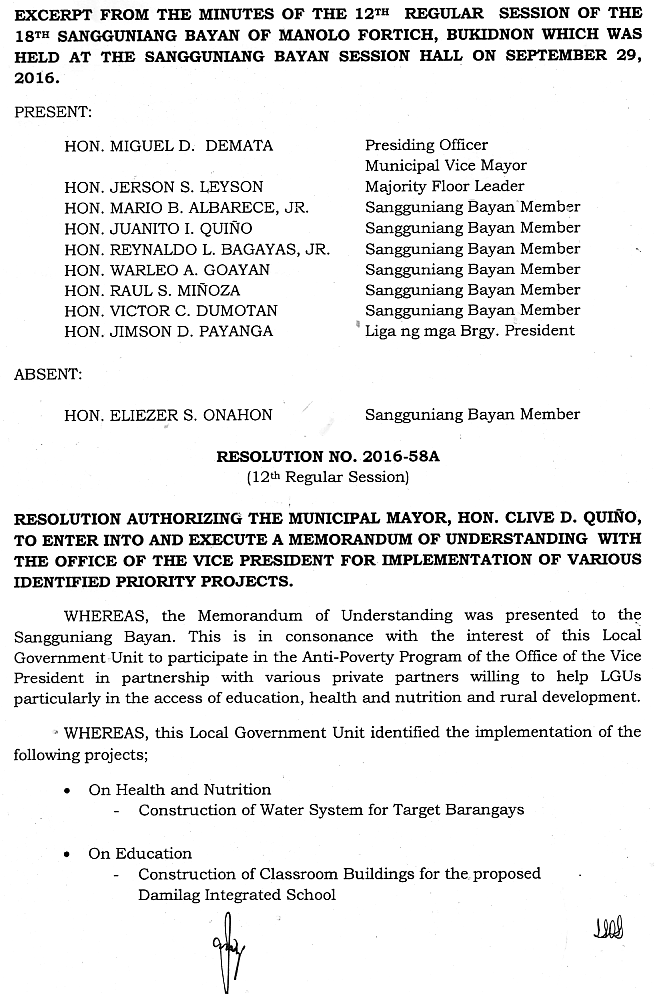 EXCERPT FROM THE MINUTES OF THE 12TH REGULAR SESSION OF THE
18TH SANGGUNIANG BAYAN OF MANOLO FORTICH, BUKIDNON WHICH WAS
HELD AT THE SANGGUNIANG BAYAN SESSION HALL ON SEPTEMBER 29,
2016.
PRESENT:
HON. MIGUEL D. DEMATA Presiding Officer
Municipal Vice Mayor
HON. JERSON S. LEYSON Majority Floor Leader
HON. MARIO B. ALBARECE, JR. Sangguniang Bayan Member
HON. JUANITO I. QUIÑO Sangguniang Bayan Member
HON. REYNALDO L. BAGAYAS, JR. Sangguniang Bayan Member
HON. WARLEO A. GOAYAN Sangguniang Bayan Member
HON. RAUL S. MIÑOZA Sangguniang Bayan Member
HON. VICTOR C. DUMOTAN Sangguniang Bayan Member
HON. JIMSON D. PAYANGA Liga ng mga Brgy. President
ABSENT:
HON. ELIEZER S. ONAHON Sangguniang Bayan Member
RESOLUTION NO. 2016-58A
(12th Regular Session)
RESOLUTION AUTHORIZING THE MUNICIPAL MAYOR, HON. CLIVE D. QUIÑO,
TO ENTER INTO AND EXECUTE A MEMORANDUM OF UNDERSTANDING WITH
THE OFFICE OF THE VICE PRESIDENT FOR IMPLEMENTATION OF VARIOUS
IDENTIFIED PRIORITY PROJECTS.
WHEREAS, the Memorandum of Understanding was presented to the
Sangguniang Bayan. This is in consonance with the interest of this Local
Government Unit to participate in the Anti-Poverty Program of the Office of the Vice
President in partnership with various private partners willing to help LGUs
particularly in the access of education, health and nutrition and rural development.
WHEREAS, this Local Government Unit identified the implementation of the
following projects;
• On Health and Nutrition
- Construction of Water System for Target Barangays
• On Education
- Construction of Classroom Buildings for the proposed
Damilag Integrated School